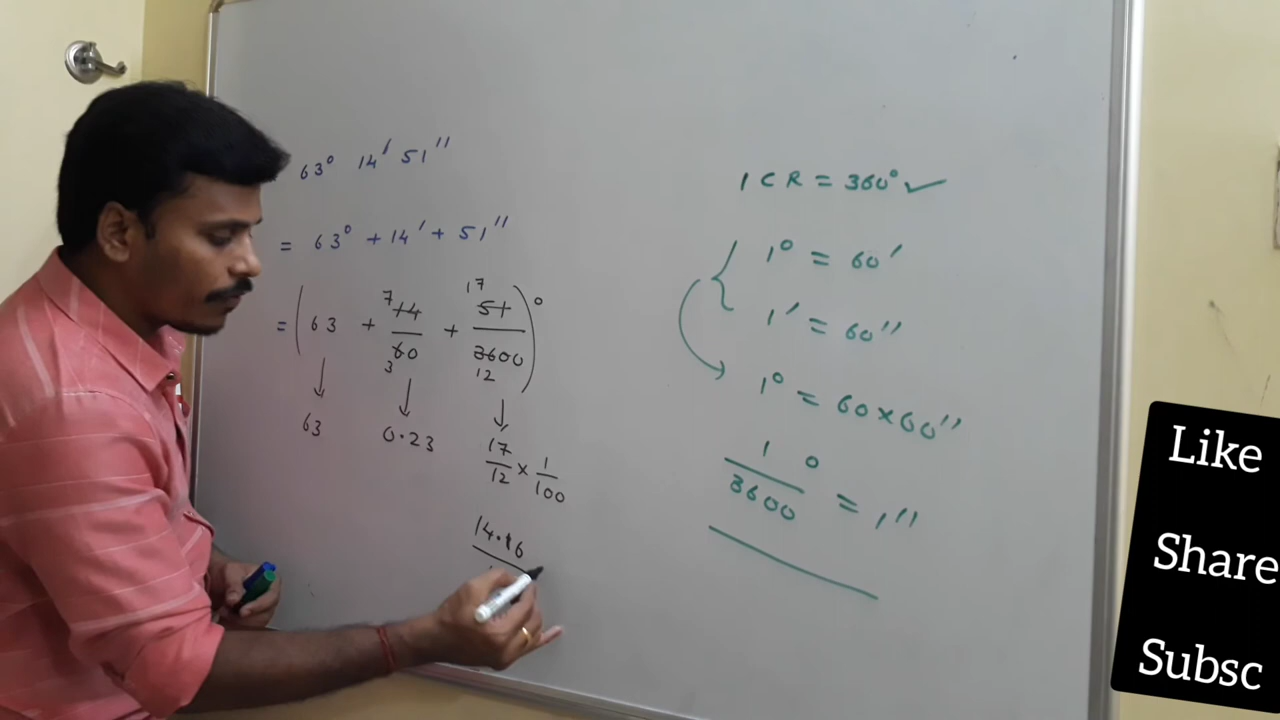 63° 14' 51''
= 63° + 14' + 51''
= ( 63 + 7 14/60 3 + 17 51/3600 12 )°
63 0.23 17/12 × 1/100
14.16
1 C R = 360° ✓
1° = 60'
1' = 60''
1° = 60×60''
1/3600 ° = 1''
Like
Share
Subsc